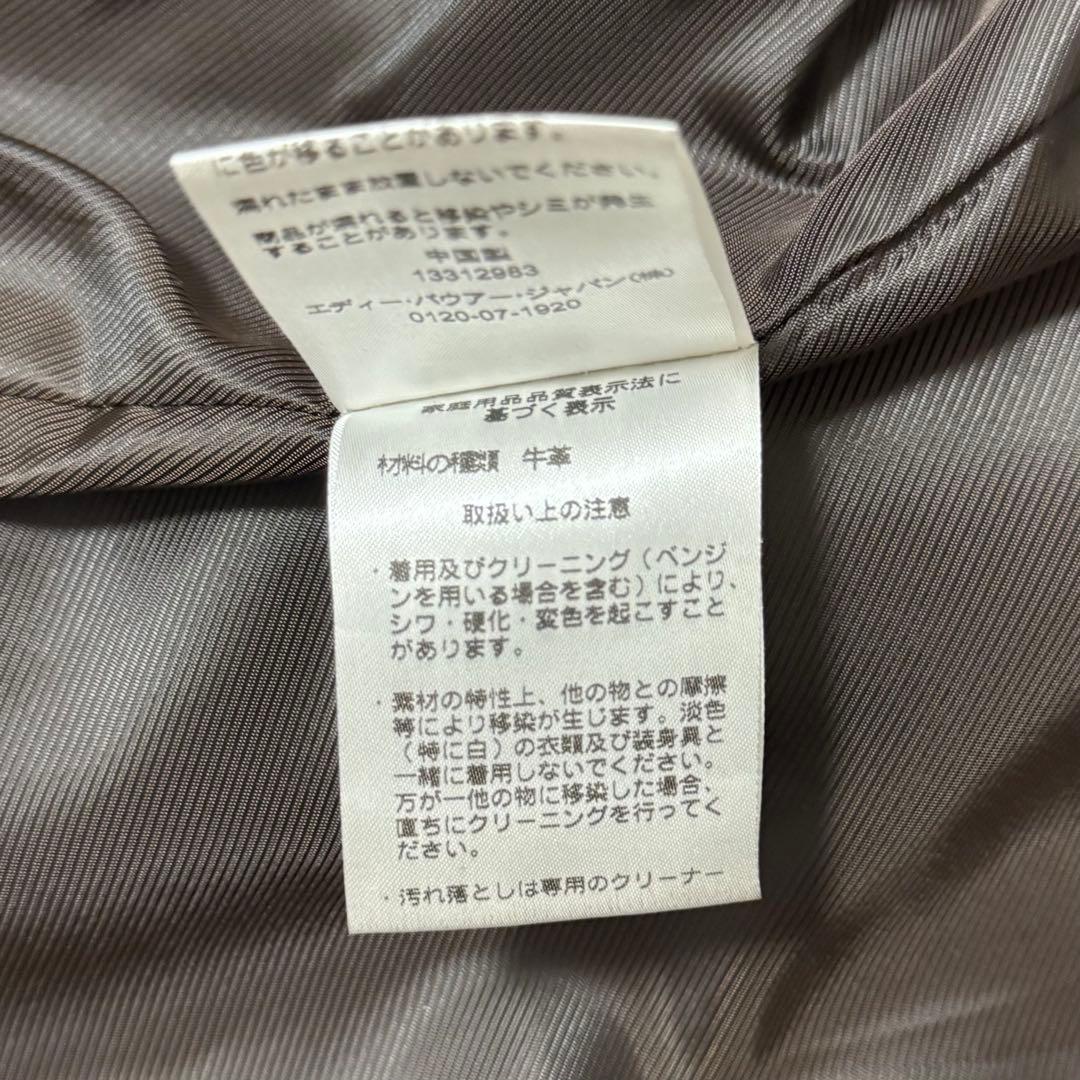 に色が移ることがあります。
濡れたまま放置しないでください。
商品が濡れると移染やシミが発生
することがあります。
中国製
13312983
エディー・バウアー・ジャパン(株)
0120-07-1920
家庭用品品質表示法に
基づく表示
材料の種類 牛革
取扱い上の注意
・着用及びクリーニング(ベンジ
ンを用いる場合を含む)により、
シワ・硬化・変色を起こすこと
があります。
・素材の特性上、他の物との摩擦
等により移染が生じます。淡色
(特に白)の衣類及び装身具と
一緒に着用しないでください。
万が一他の物に移染した場合、
直ちにクリーニングを行ってく
ださい。
・汚れ落としは専用のクリーナー